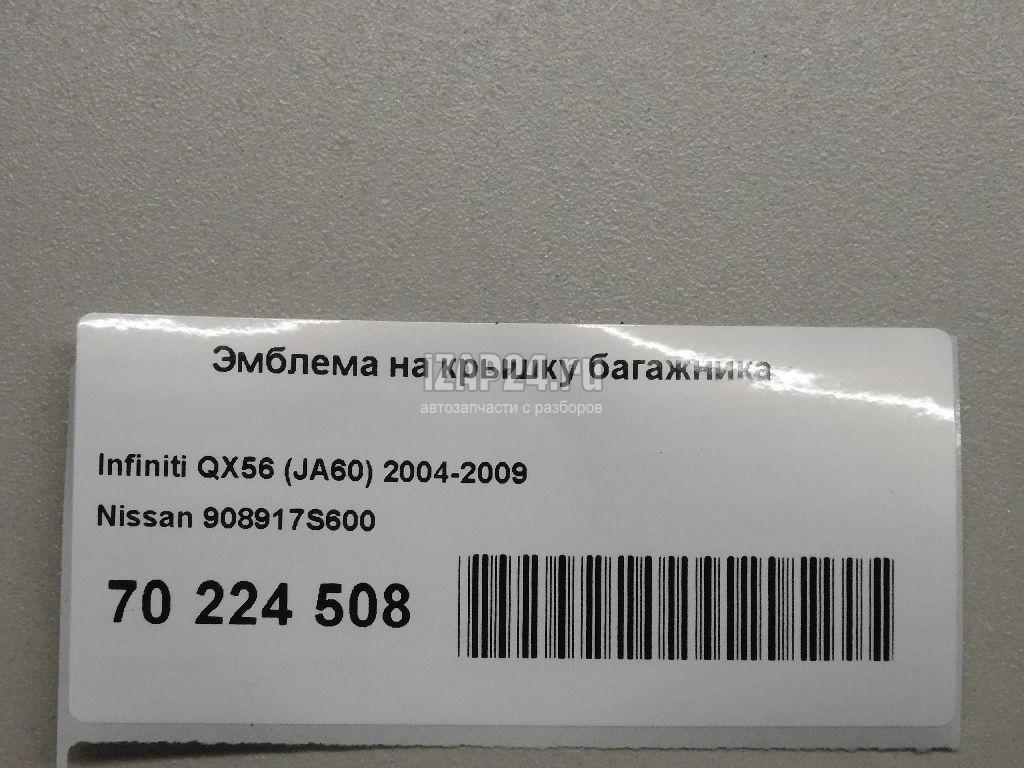 Эмблема на крышку багажника
iZAP24.ru
автозапчасти с разборов
Infiniti QX56 (JA60) 2004-2009
Nissan 908917S600
70 224 508